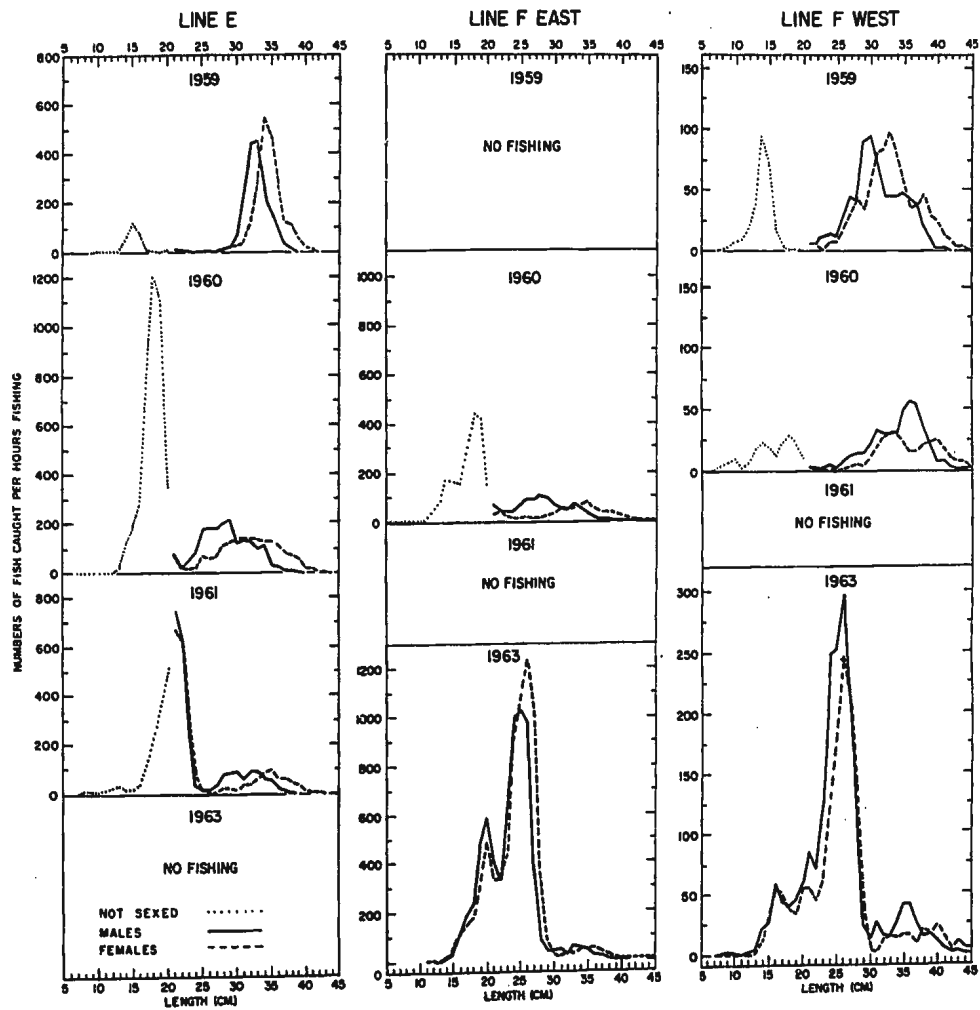 LINE E
5 10 15 20 25 30 35 40 45
1959
800
600
400
200
0
1960
1200
1000
800
600
400
200
0
1961
800
600
400
200
0
1963
NO FISHING
NOT SEXED
MALES
FEMALES
5 10 15 20 25 30 35 40 45
LENGTH (CM)
NUMBERS OF FISH CAUGHT PER HOURS FISHING
LINE F EAST
5 10 15 20 25 30 35 40 45
1959
NO FISHING
1960
1000
800
600
400
200
0
1961
NO FISHING
1963
1200
1000
800
600
400
200
0
5 10 15 20 25 30 35 40 45
LENGTH (CM)
LINE F WEST
5 10 15 20 25 30 35 40 45
1959
150
100
50
0
1960
150
100
50
0
1961
NO FISHING
1963
300
250
200
150
100
50
0
5 10 15 20 25 30 35 40 45
LENGTH (CM)